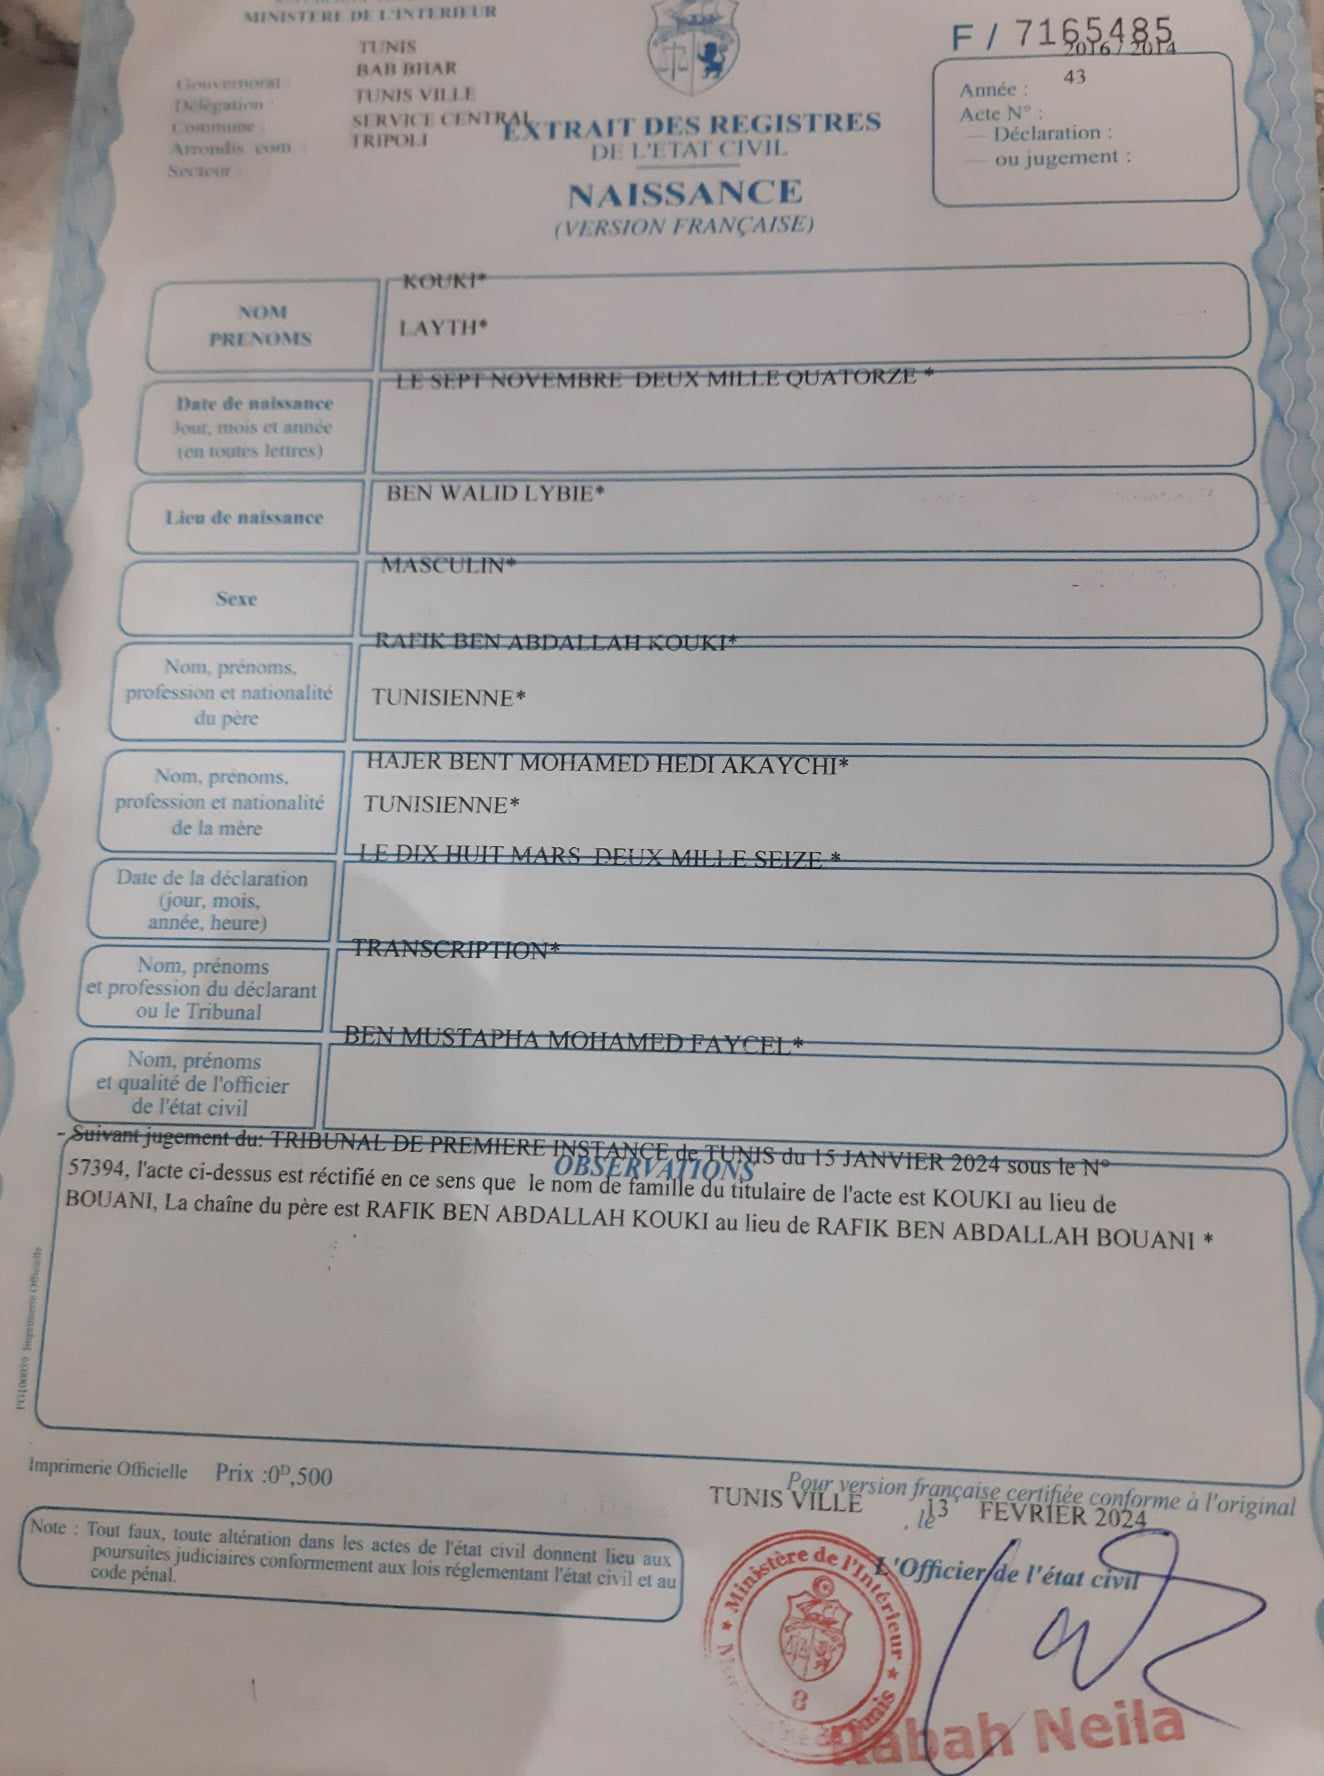 MINISTERE DE L'INTERIEUR
Gouvernorat :
Délégation :
Commune :
Arrondis. com :
Secteur :
TUNIS
BAB BHAR
TUNIS VILLE
SERVICE CENTRAL
TRIPOLI
EXTRAIT DES REGISTRES
DE L'ETAT CIVIL
NAISSANCE
(VERSION FRANÇAISE)
F / 7165485
2016 / 2014
43
Année :
Acte N° :
— Déclaration :
— ou jugement :
NOM
PRENOMS
KOUKI*
LAYTH*
Date de naissance
Jour, mois et année
(en toutes lettres)
LE SEPT NOVEMBRE DEUX MILLE QUATORZE *
Lieu de naissance
BEN WALID LYBIE*
Sexe
MASCULIN*
Nom, prénoms,
profession et nationalité
du père
RAFIK BEN ABDALLAH KOUKI*
TUNISIENNE*
Nom, prénoms,
profession et nationalité
de la mère
HAJER BENT MOHAMED HEDI AKAYCHI*
TUNISIENNE*
Date de la déclaration
(jour, mois,
année, heure)
LE DIX HUIT MARS DEUX MILLE SEIZE *
Nom, prénoms
et profession du déclarant
ou le Tribunal
TRANSCRIPTION*
Nom, prénoms
et qualité de l'officier
de l'état civil
BEN MUSTAPHA MOHAMED FAYCEL*
OBSERVATIONS
- Suivant jugement du: TRIBUNAL DE PREMIERE INSTANCE de TUNIS du 15 JANVIER 2024 sous le N°
57394, l'acte ci-dessus est réctifié en ce sens que le nom de famille du titulaire de l'acte est KOUKI au lieu de
BOUANI, La chaîne du père est RAFIK BEN ABDALLAH KOUKI au lieu de RAFIK BEN ABDALLAH BOUANI *
Imprimerie Officielle
Imprimerie Officielle Prix :0ᴰ,500
Pour version française certifiée conforme à l'original
TUNIS VILLE , le 13 FEVRIER 2024
L'Officier de l'état civil
Note : Tout faux, toute altération dans les actes de l'état civil donnent lieu aux
poursuites judiciaires conformement aux lois réglementant l'état civil et au
code pénal.
Ministère de l'Intérieur
Tunis
8
Rabah Neila